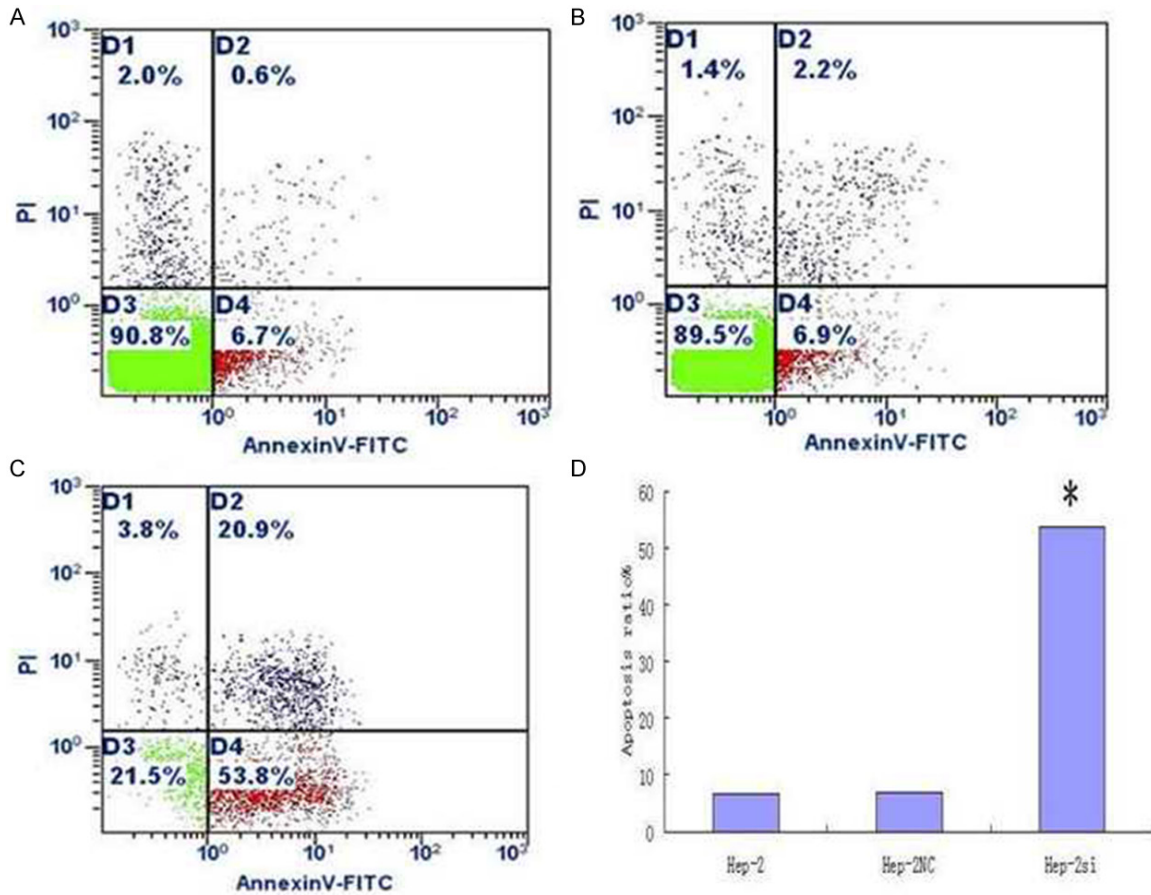 A
10³
D1
D2
2.0%
0.6%
10²
PI
10¹
10⁰
D3
D4
90.8%
6.7%
10⁰
10¹
10²
10³
AnnexinV-FITC
B
10³
D1
D2
1.4%
2.2%
10²
PI
10¹
10⁰
D3
D4
89.5%
6.9%
10⁰
10¹
10²
10³
AnnexinV-FITC
C
10³
D1
D2
3.8%
20.9%
10²
PI
10¹
10⁰
D3
D4
21.5%
53.8%
10⁰
10¹
10²
10³
AnnexinV-FITC
D
60
*
50
40
30
20
10
0
Apoptosis ratio%
Hep-2
Hep-2NC
Hep-2si